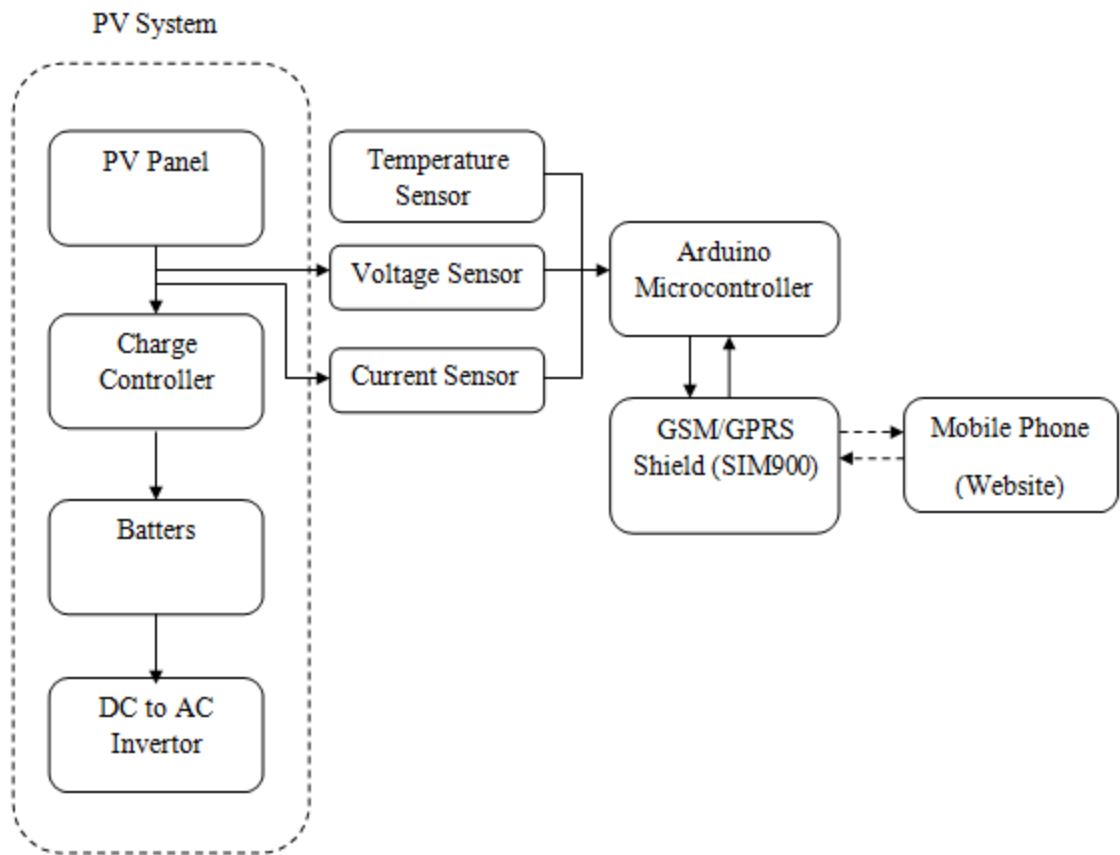 PV System
PV Panel
Temperature
Sensor
Voltage Sensor
Current Sensor
Charge
Controller
Batters
DC to AC
Invertor
Arduino
Microcontroller
GSM/GPRS
Shield (SIM900)
Mobile Phone
(Website)